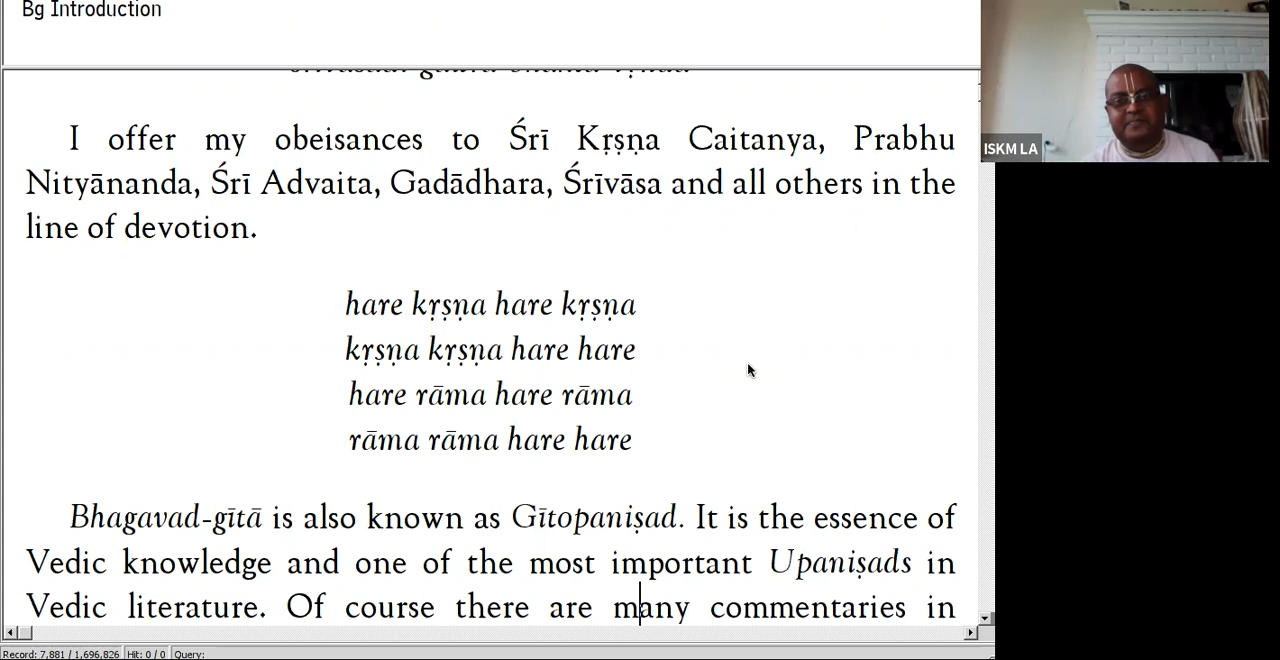 Bg Introduction
I offer my obeisances to Śrī Kṛṣṇa Caitanya, Prabhu
Nityānanda, Śrī Advaita, Gadādhara, Śrīvāsa and all others in the
line of devotion.
hare kṛṣṇa hare kṛṣṇa
kṛṣṇa kṛṣṇa hare hare
hare rāma hare rāma
rāma rāma hare hare
Bhagavad-gītā is also known as Gītopaniṣad. It is the essence of
Vedic knowledge and one of the most important Upaniṣads in
Vedic literature. Of course there are many commentaries in
Record: 7,881 / 1,696,826 Hit: 0 / 0 Query:
ISKM LA